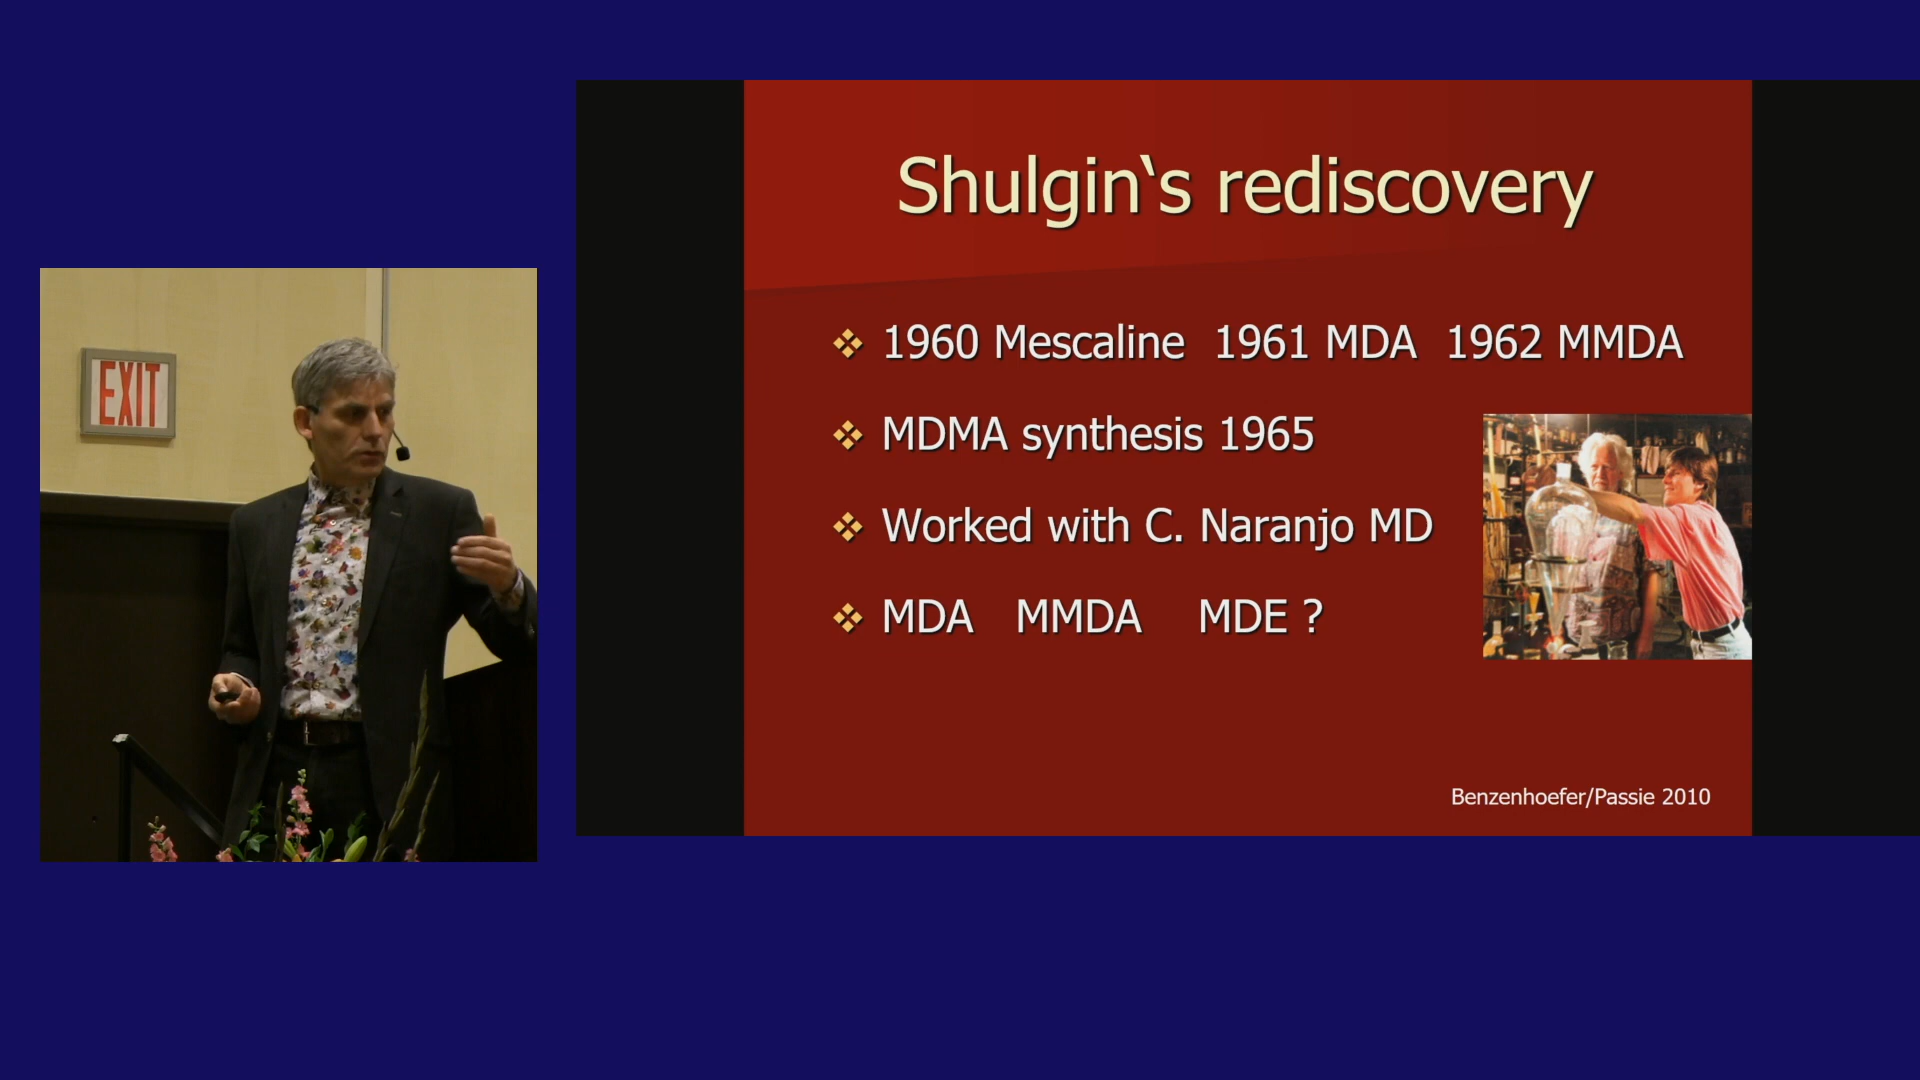 EXIT
Shulgin‘s rediscovery
1960 Mescaline 1961 MDA 1962 MMDA
MDMA synthesis 1965
Worked with C. Naranjo MD
MDA MMDA MDE ?
Benzenhoefer/Passie 2010